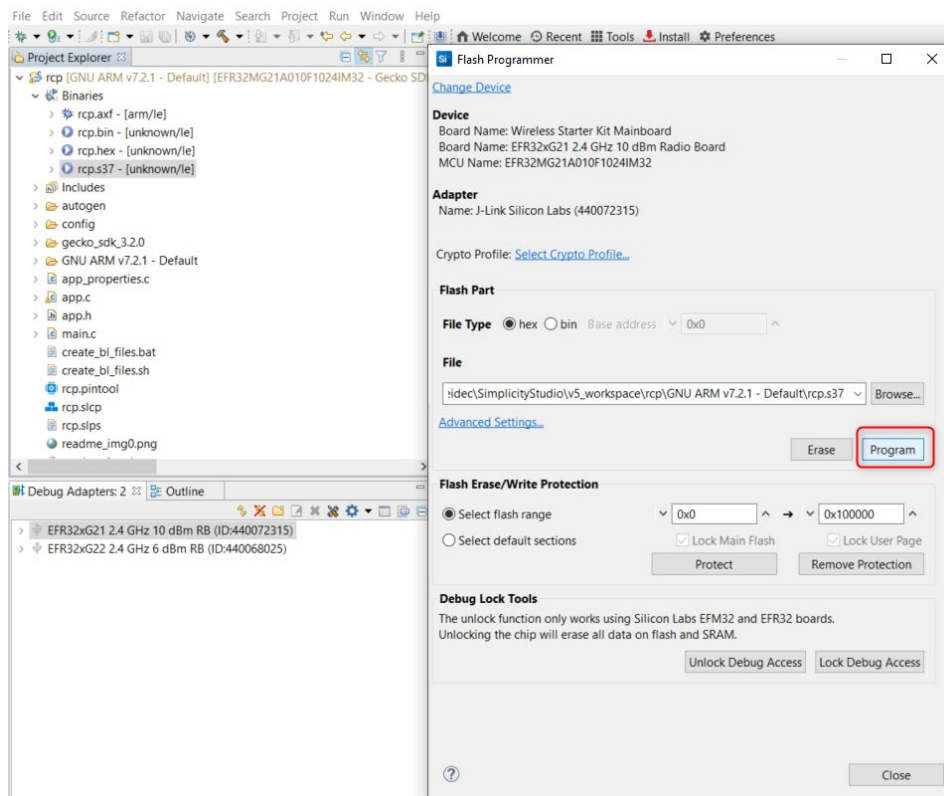 File Edit Source Refactor Navigate Search Project Run Window Help
Welcome Recent Tools Install Preferences
Project Explorer
rcp [GNU ARM v7.2.1 - Default] [EFR32MG21A010F1024IM32 - Gecko SD
Binaries
rcp.axf - [arm/le]
rcp.bin - [unknown/le]
rcp.hex - [unknown/le]
rcp.s37 - [unknown/le]
Includes
autogen
config
gecko_sdk_3.2.0
GNU ARM v7.2.1 - Default
app_properties.c
app.c
app.h
main.c
create_bl_files.bat
create_bl_files.sh
rcp.pintool
rcp.slcp
rcp.slps
readme_img0.png
Debug Adapters: 2 Outline
EFR32xG21 2.4 GHz 10 dBm RB (ID:440072315)
EFR32xG22 2.4 GHz 6 dBm RB (ID:440068025)
Si Flash Programmer
Change Device
Device
Board Name: Wireless Starter Kit Mainboard
Board Name: EFR32xG21 2.4 GHz 10 dBm Radio Board
MCU Name: EFR32MG21A010F1024IM32
Adapter
Name: J-Link Silicon Labs (440072315)
Crypto Profile: Select Crypto Profile...
Flash Part
File Type hex bin Base address 0x0
File
idec\SimplicityStudio\v5_workspace\rcp\GNU ARM v7.2.1 - Default\rcp.s37 Browse...
Advanced Settings...
Erase Program
Flash Erase/Write Protection
Select flash range 0x0 → 0x100000
Select default sections Lock Main Flash Lock User Page
Protect Remove Protection
Debug Lock Tools
The unlock function only works using Silicon Labs EFM32 and EFR32 boards.
Unlocking the chip will erase all data on flash and SRAM.
Unlock Debug Access Lock Debug Access
? Close